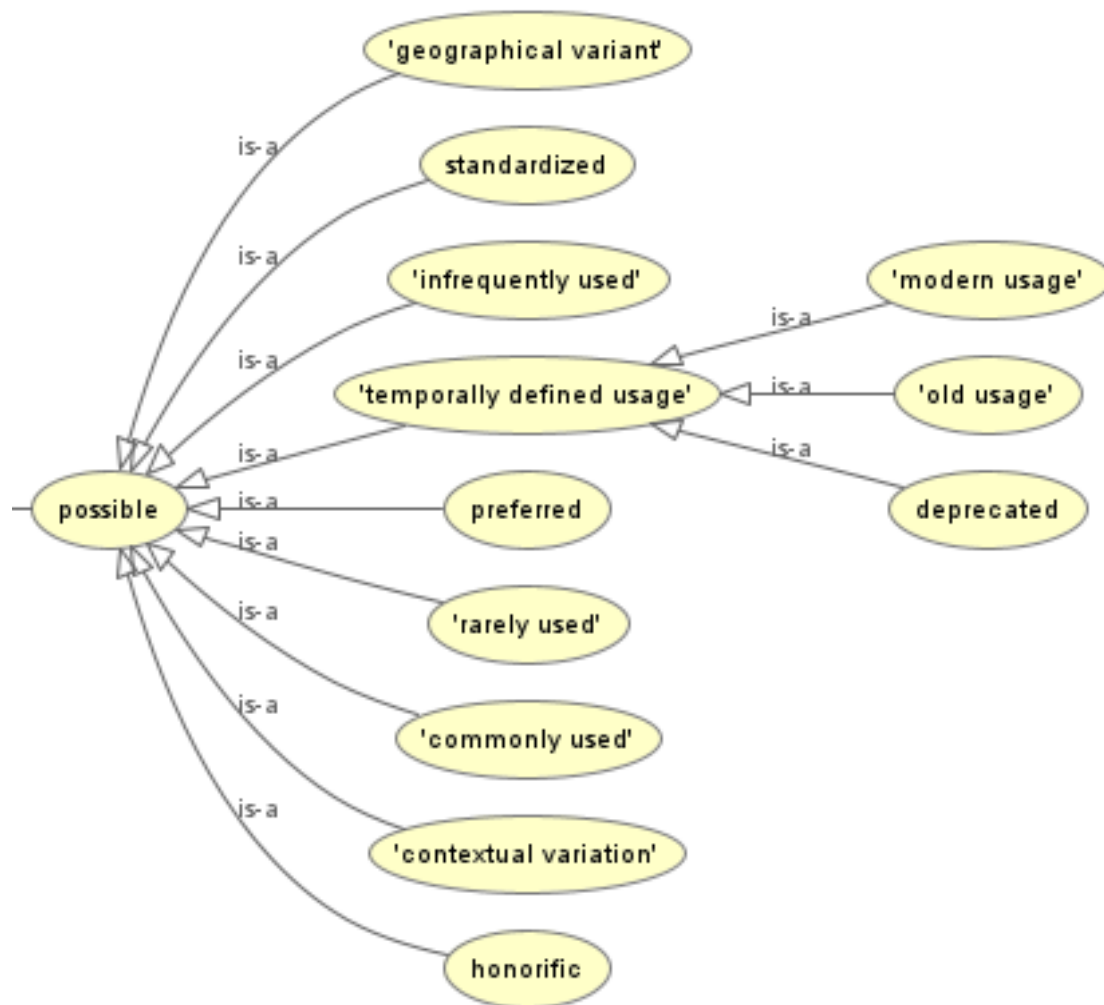 'geographical variant'
is-a
standardized
is-a
'infrequently used'
is-a
'modern usage'
is-a
'temporally defined usage'
is-a
'old usage'
is-a
is-a
deprecated
possible
is-a
preferred
is-a
'rarely used'
is-a
'commonly used'
is-a
'contextual variation'
is-a
honorific